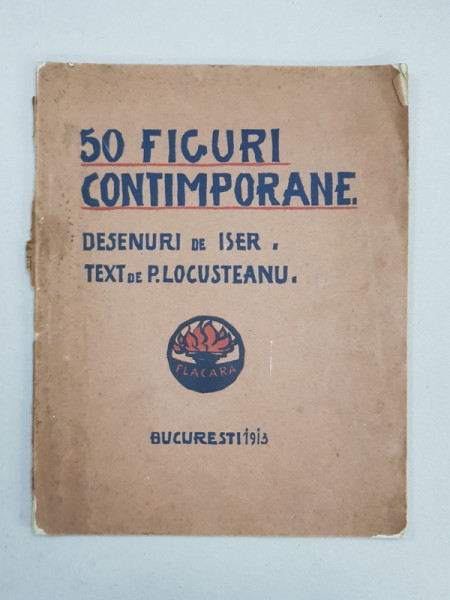 50 FIGURI
CONTIMPORANE.
DESENURI DE ISER.
TEXT DE P. LOCUSTEANU.
FLACARA
BUCURESTI 1913